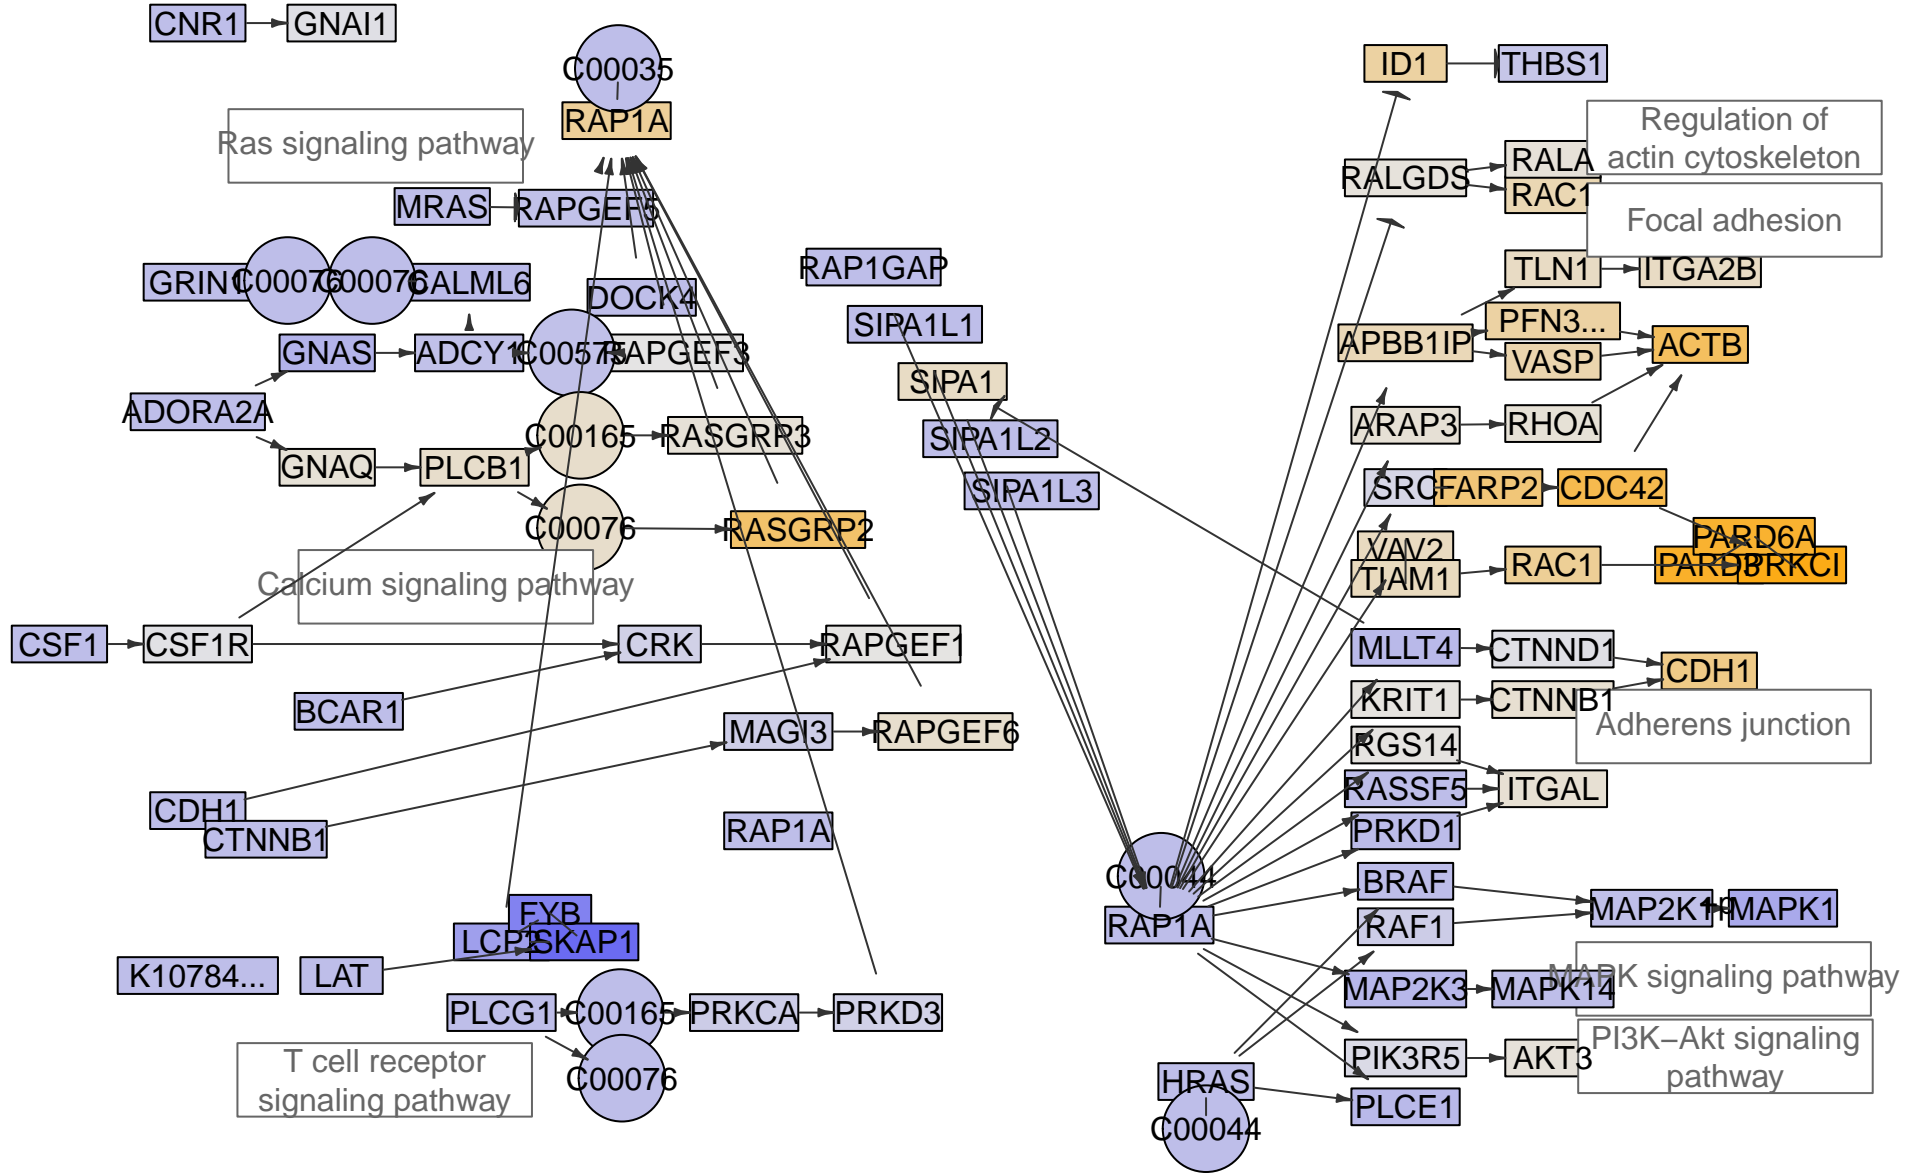 CNR1
GNAI1
C00035
RAP1A
Ras signaling pathway
MRAS
RAPGEF5
GRIN1
C00076
C00076
CALML6
DOCK4
GNAS
ADCY1
C00575
RAPGEF3
ADORA2A
C00165
RASGRP3
GNAQ
PLCB1
C00076
RASGRP2
Calcium signaling pathway
CSF1
CSF1R
CRK
RAPGEF1
BCAR1
MAGI3
RAPGEF6
CDH1
CTNNB1
RAP1A
FYB
LCP2
SKAP1
K10784...
LAT
PLCG1
C00165
PRKCA
PRKD3
C00076
T cell receptor
signaling pathway
RAP1GAP
SIPA1L1
SIPA1
SIPA1L2
SIPA1L3
C00044
RAP1A
HRAS
C00044
ID1
THBS1
Regulation of
actin cytoskeleton
RALGDS
RALA
RAC1
Focal adhesion
TLN1
ITGA2B
PFN3...
APBB1IP
VASP
ACTB
ARAP3
RHOA
SRC
FARP2
CDC42
VAV2
TIAM1
RAC1
PARD6A
PARD3
PRKCI
MLLT4
CTNND1
CDH1
KRIT1
CTNNB1
Adherens junction
RGS14
RASSF5
ITGAL
PRKD1
BRAF
RAF1
MAP2K1
+p
MAPK1
MAP2K3
MAPK14
MAPK signaling pathway
PIK3R5
AKT3
PI3K−Akt signaling
pathway
PLCE1